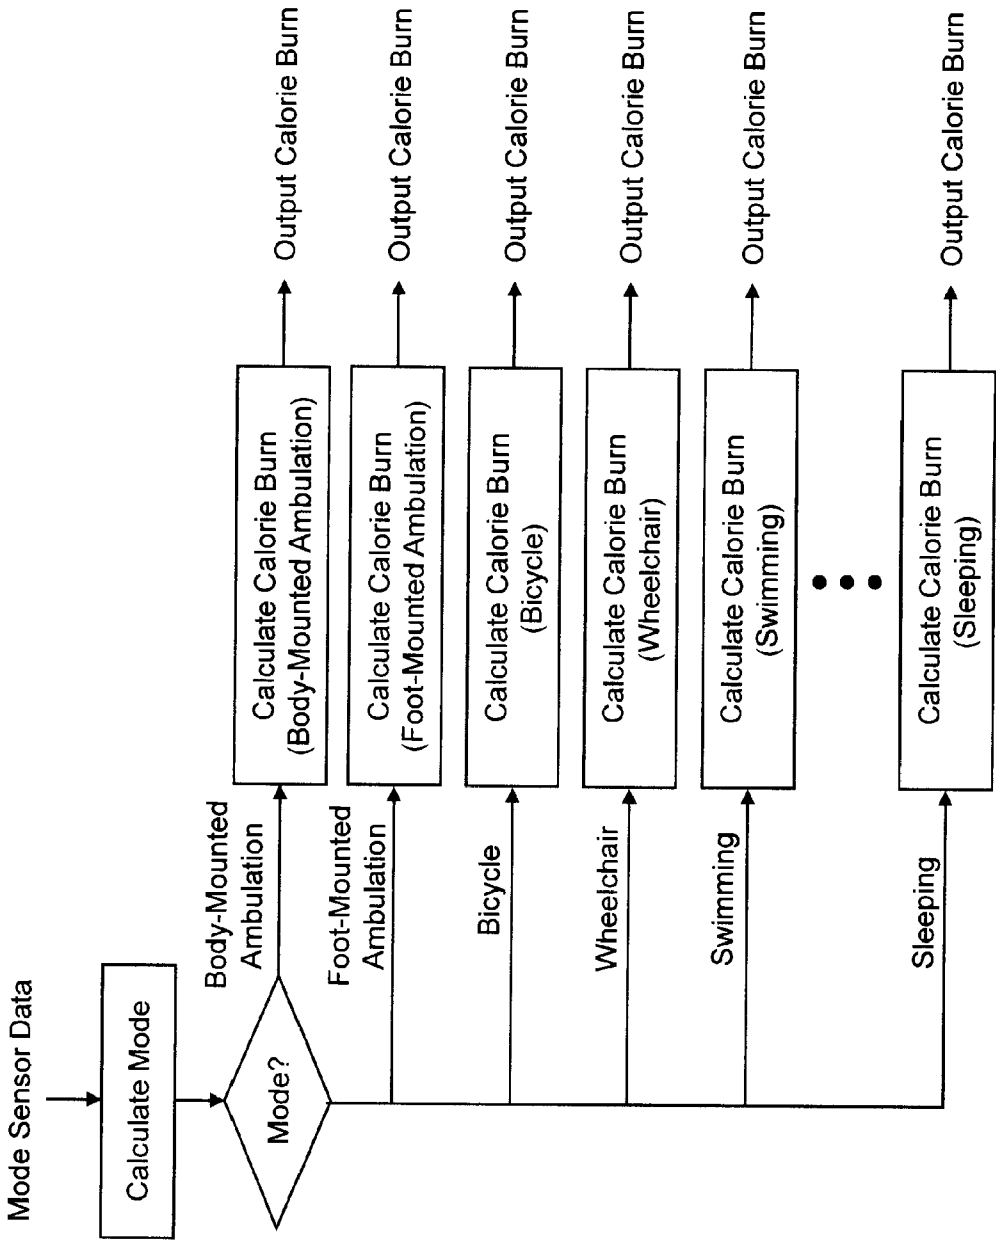 Mode Sensor Data
Calculate Mode
Mode?
Body-Mounted
Ambulation
Calculate Calorie Burn
(Body-Mounted Ambulation)
Output Calorie Burn
Foot-Mounted
Ambulation
Calculate Calorie Burn
(Foot-Mounted Ambulation)
Output Calorie Burn
Bicycle
Calculate Calorie Burn
(Bicycle)
Output Calorie Burn
Wheelchair
Calculate Calorie Burn
(Wheelchair)
Output Calorie Burn
Swimming
Calculate Calorie Burn
(Swimming)
Output Calorie Burn
Sleeping
Calculate Calorie Burn
(Sleeping)
Output Calorie Burn